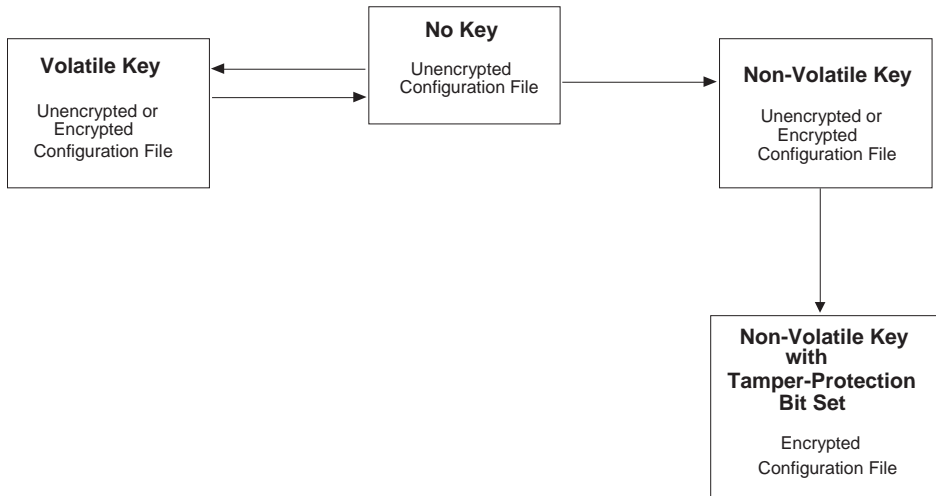 Volatile Key
Unencrypted or
Encrypted
Configuration File
No Key
Unencrypted
Configuration File
Non-Volatile Key
Unencrypted or
Encrypted
Configuration File
Non-Volatile Key
with
Tamper-Protection
Bit Set
Encrypted
Configuration File